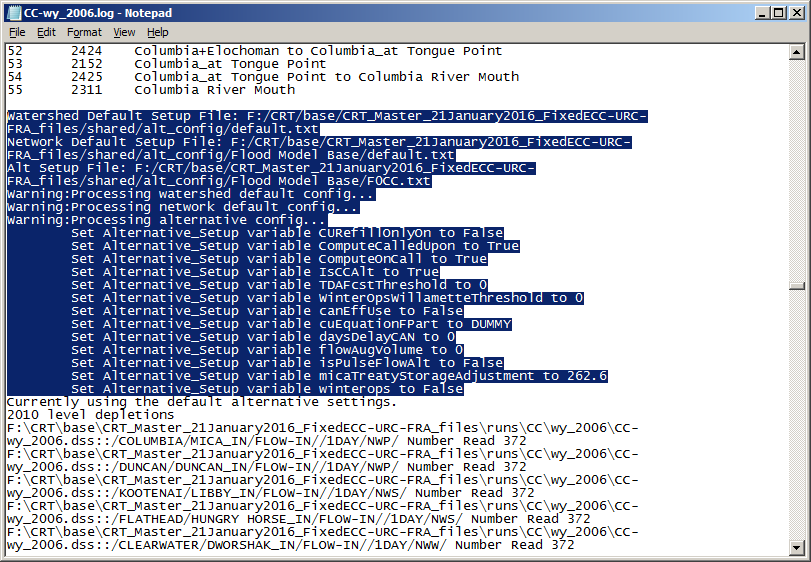 CC-wy_2006.log - Notepad
File Edit Format View Help
52 2424 Columbia+Elochoman to Columbia_at Tongue Point
53 2152 Columbia_at Tongue Point
54 2425 Columbia_at Tongue Point to Columbia River Mouth
55 2311 Columbia River Mouth
Watershed Default Setup File: F:/CRT/base/CRT_Master_21January2016_FixedECC-URC-
FRA_files/shared/alt_config/default.txt
Network Default Setup File: F:/CRT/base/CRT_Master_21January2016_FixedECC-URC-
FRA_files/shared/alt_config/Flood Model Base/default.txt
Alt Setup File: F:/CRT/base/CRT_Master_21January2016_FixedECC-URC-
FRA_files/shared/alt_config/Flood Model Base/F0CC.txt
Warning:Processing watershed default config...
Warning:Processing network default config...
Warning:Processing alternative config...
Set Alternative_Setup variable CURefillonlyOn to False
Set Alternative_Setup variable ComputeCalledUpon to True
Set Alternative_Setup variable ComputeOnCall to True
Set Alternative_Setup variable IsCCAlt to True
Set Alternative_Setup variable TDAFcstThreshold to 0
Set Alternative_Setup variable WinterOpsWillametteThreshold to 0
Set Alternative_Setup variable canEffUse to False
Set Alternative_Setup variable cuEquationFPart to DUMMY
Set Alternative_Setup variable daysDelayCAN to 0
Set Alternative_Setup variable flowAugVolume to 0
Set Alternative_Setup variable isPulseFlowAlt to False
Set Alternative_Setup variable micaTreatyStorageAdjustment to 262.6
Set Alternative_Setup variable winterops to False
Currently using the default alternative settings.
2010 level depletions
F:\CRT\base\CRT_Master_21January2016_FixedECC-URC-FRA_files\runs\CC\wy_2006\CC-
wy_2006.dss::/COLUMBIA/MICA_IN/FLOW-IN//1DAY/NWP/ Number Read 372
F:\CRT\base\CRT_Master_21January2016_FixedECC-URC-FRA_files\runs\CC\wy_2006\CC-
wy_2006.dss::/DUNCAN/DUNCAN_IN/FLOW-IN//1DAY/NWP/ Number Read 372
F:\CRT\base\CRT_Master_21January2016_FixedECC-URC-FRA_files\runs\CC\wy_2006\CC-
wy_2006.dss::/KOOTENAI/LIBBY_IN/FLOW-IN//1DAY/NWS/ Number Read 372
F:\CRT\base\CRT_Master_21January2016_FixedECC-URC-FRA_files\runs\CC\wy_2006\CC-
wy_2006.dss::/FLATHEAD/HUNGRY HORSE_IN/FLOW-IN//1DAY/NWS/ Number Read 372
F:\CRT\base\CRT_Master_21January2016_FixedECC-URC-FRA_files\runs\CC\wy_2006\CC-
wy_2006.dss::/CLEARWATER/DWORSHAK_IN/FLOW-IN//1DAY/NWW/ Number Read 372